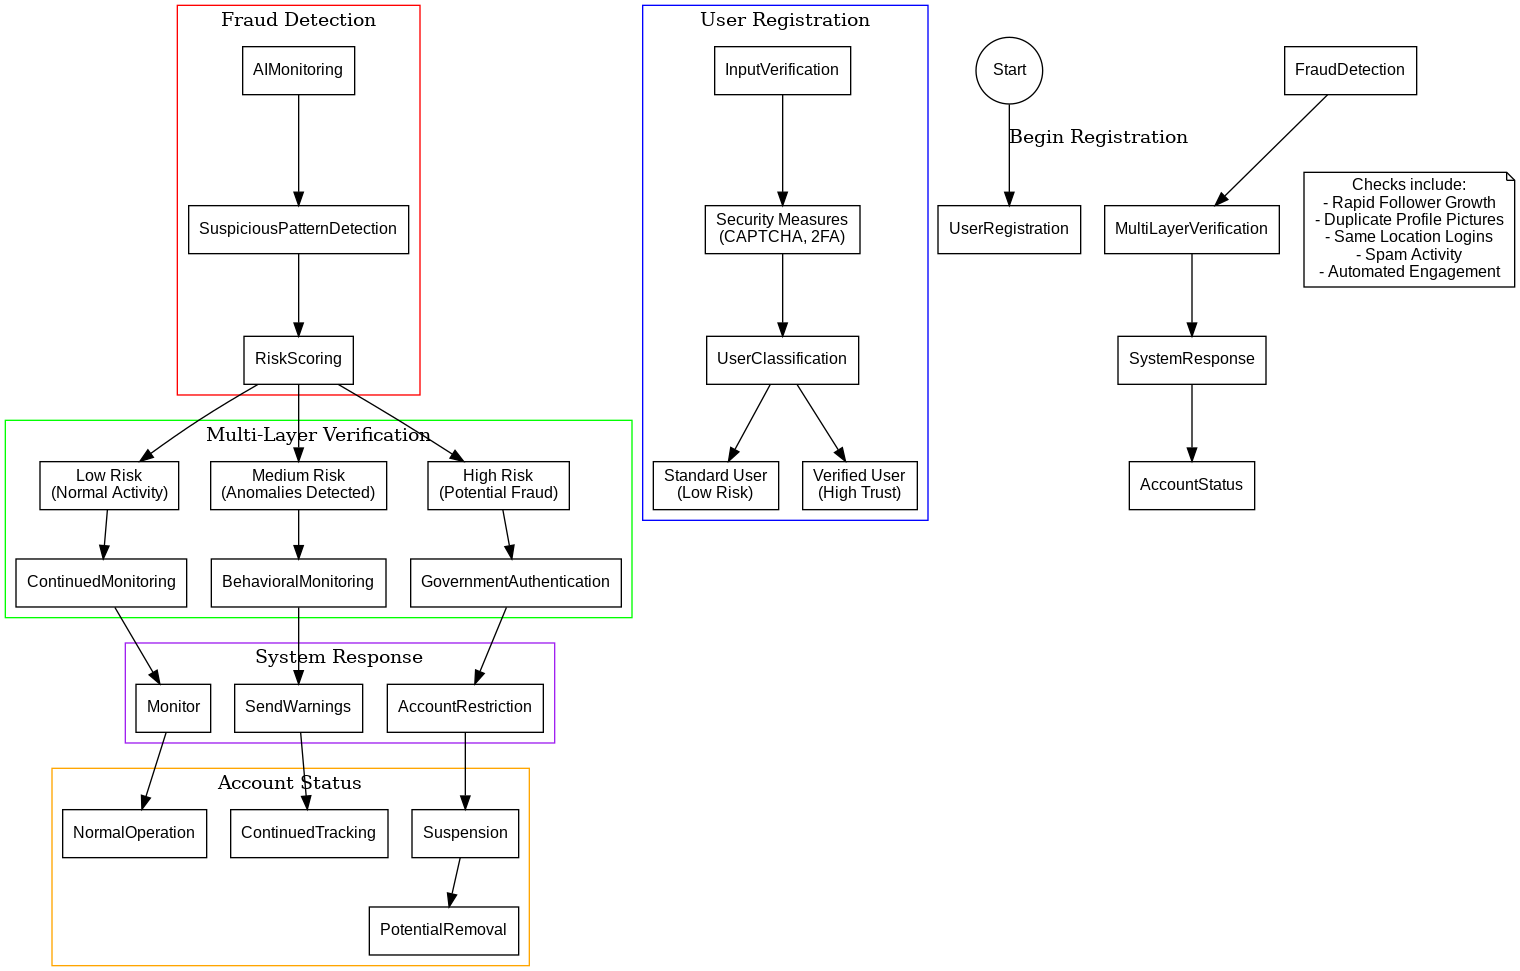 Fraud Detection
AIMonitoring
SuspiciousPatternDetection
RiskScoring
Multi-Layer Verification
Low Risk
(Normal Activity)
Medium Risk
(Anomalies Detected)
High Risk
(Potential Fraud)
ContinuedMonitoring
BehavioralMonitoring
GovernmentAuthentication
System Response
Monitor
SendWarnings
AccountRestriction
Account Status
NormalOperation
ContinuedTracking
Suspension
PotentialRemoval
User Registration
InputVerification
Security Measures
(CAPTCHA, 2FA)
UserClassification
Standard User
(Low Risk)
Verified User
(High Trust)
Start
Begin Registration
UserRegistration
FraudDetection
MultiLayerVerification
SystemResponse
AccountStatus
Checks include:
- Rapid Follower Growth
- Duplicate Profile Pictures
- Same Location Logins
- Spam Activity
- Automated Engagement